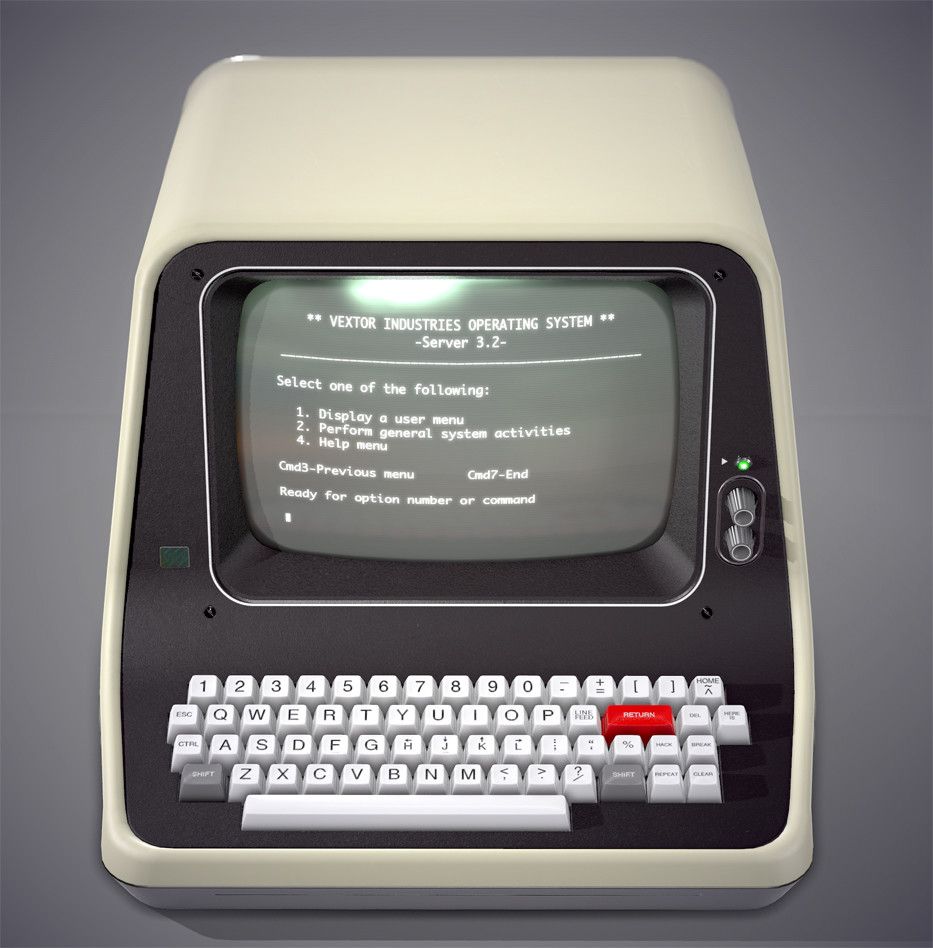 ** VEXTOR INDUSTRIES OPERATING SYSTEM **
-Server 3.2-
Select one of the following:
1. Display a user menu
2. Perform general system activities
4. Help menu
Cmd3-Previous menu Cmd7-End
Ready for option number or command
1 2 3 4 5 6 7 8 9 0 - + = [ ] HOME ~ ^
ESC Q W E R T Y U I O P LINE FEED RETURN DEL HERE IS
CTRL A S D F G H J K L : ; " ' % HACK BREAK
SHIFT Z X C V B N M < , > . ? / SHIFT REPEAT CLEAR